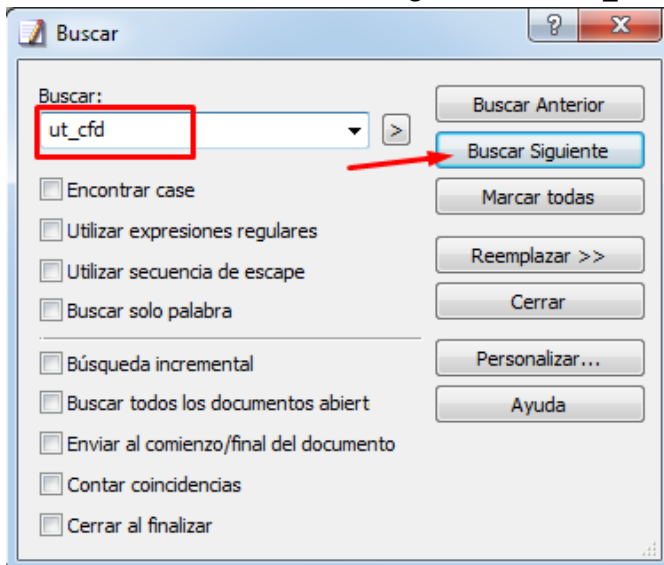 Buscar
Buscar:
ut_cfd
>
Encontrar case
Utilizar expresiones regulares
Utilizar secuencia de escape
Buscar solo palabra
Búsqueda incremental
Buscar todos los documentos abiert
Enviar al comienzo/final del documento
Contar coincidencias
Cerrar al finalizar
Buscar Anterior
Buscar Siguiente
Marcar todas
Reemplazar >>
Cerrar
Personalizar...
Ayuda